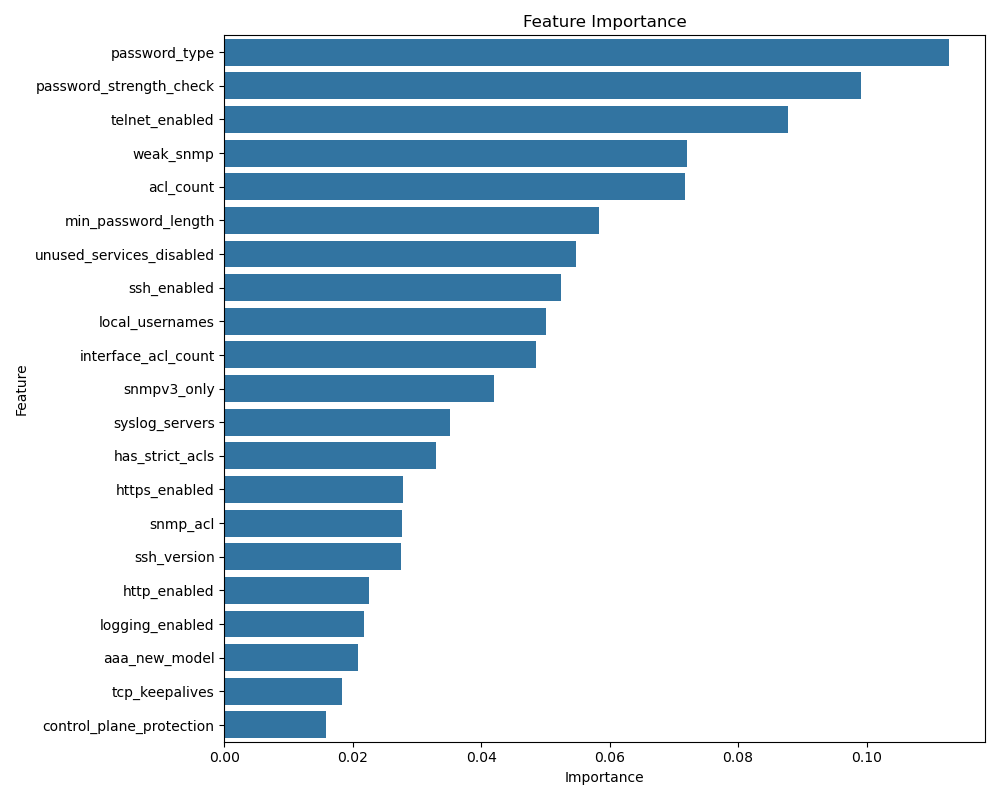 Feature Importance
password_type
password_strength_check
telnet_enabled
weak_snmp
acl_count
min_password_length
unused_services_disabled
ssh_enabled
local_usernames
interface_acl_count
snmpv3_only
syslog_servers
has_strict_acls
https_enabled
snmp_acl
ssh_version
http_enabled
logging_enabled
aaa_new_model
tcp_keepalives
control_plane_protection
Feature
0.00 0.02 0.04 0.06 0.08 0.10
Importance